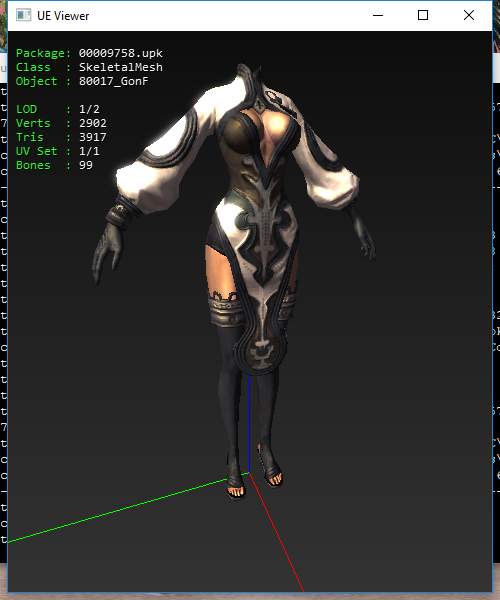 UE Viewer
Package: 00009758.upk
Class : SkeletalMesh
Object : 80017_GonF
LOD : 1/2
Verts : 2902
Tris : 3917
UV Set : 1/1
Bones : 99